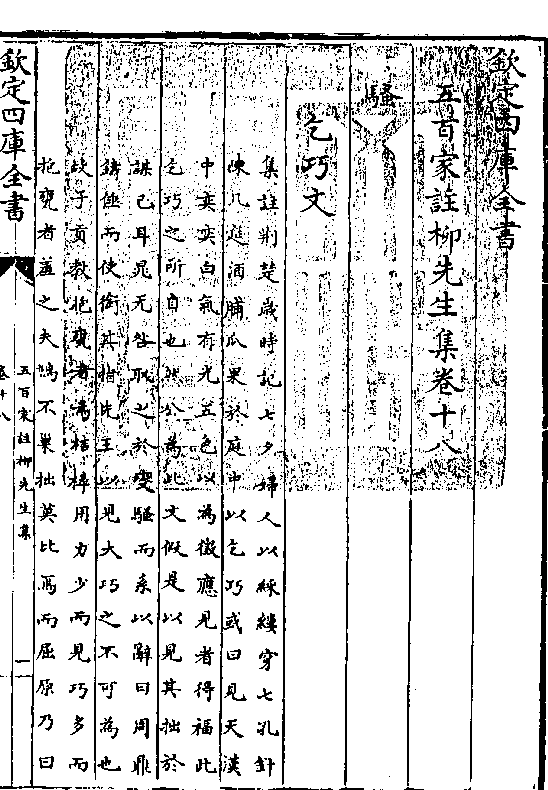 欽定四庫全書
五百家註柳先生集卷十八
騷
乞巧文
集註荆楚歲時記七夕婦人以綵縷穿七孔針
陳几筵酒脯瓜果於庭中以乞巧或曰見天漢
中奕奕白氣有光五色以為徵應見者得福此
乞巧之所自也然公為此文假是以見其拙於
謀已耳晁无咎取之於變騷而系以辭曰周鼎
鑄倕而使銜其指先王以見大巧之不可為也
故子貢教抱甕者為桔橰用力少而見巧多而
抱甕者羞之夫鳩不巢拙莫比焉而屈原乃曰
欽定四庫全書
五百家註柳先生集
卷十八
一